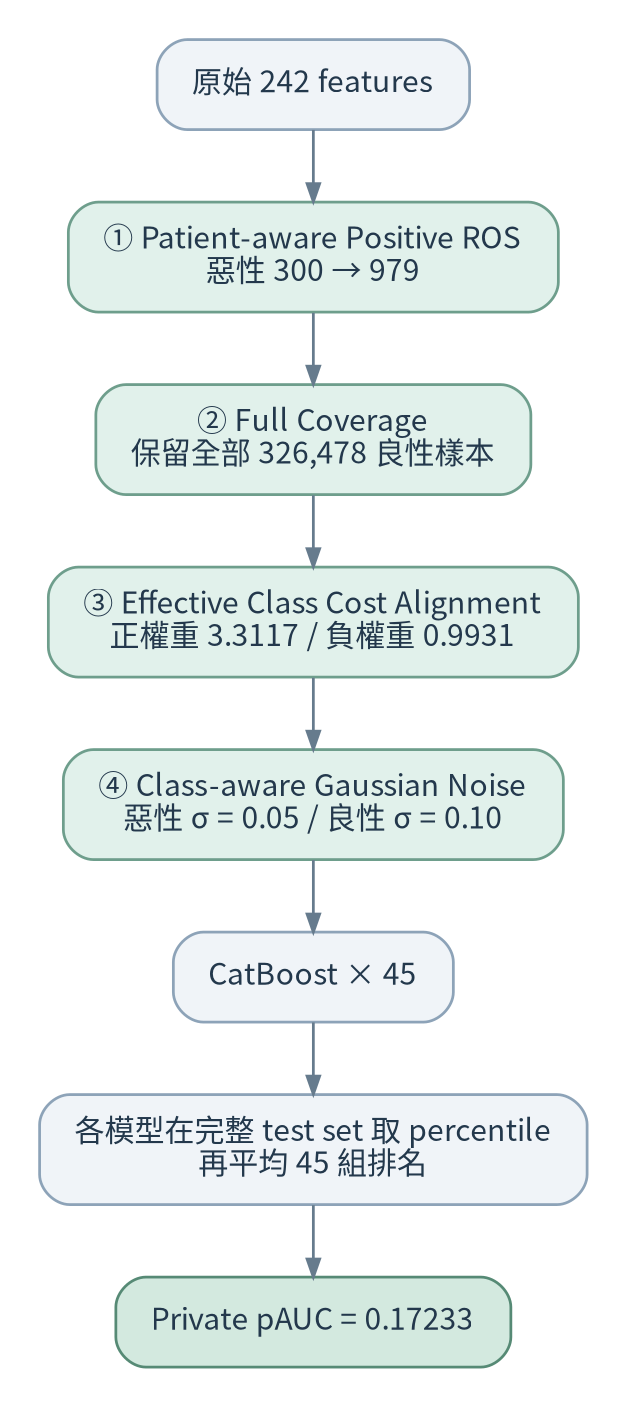 原始 242 features
① Patient-aware Positive ROS
惡性 300 → 979
② Full Coverage
保留全部 326,478 良性樣本
③ Effective Class Cost Alignment
正權重 3.3117 / 負權重 0.9931
④ Class-aware Gaussian Noise
惡性 σ = 0.05 / 良性 σ = 0.10
CatBoost × 45
各模型在完整 test set 取 percentile
再平均 45 組排名
Private pAUC = 0.17233